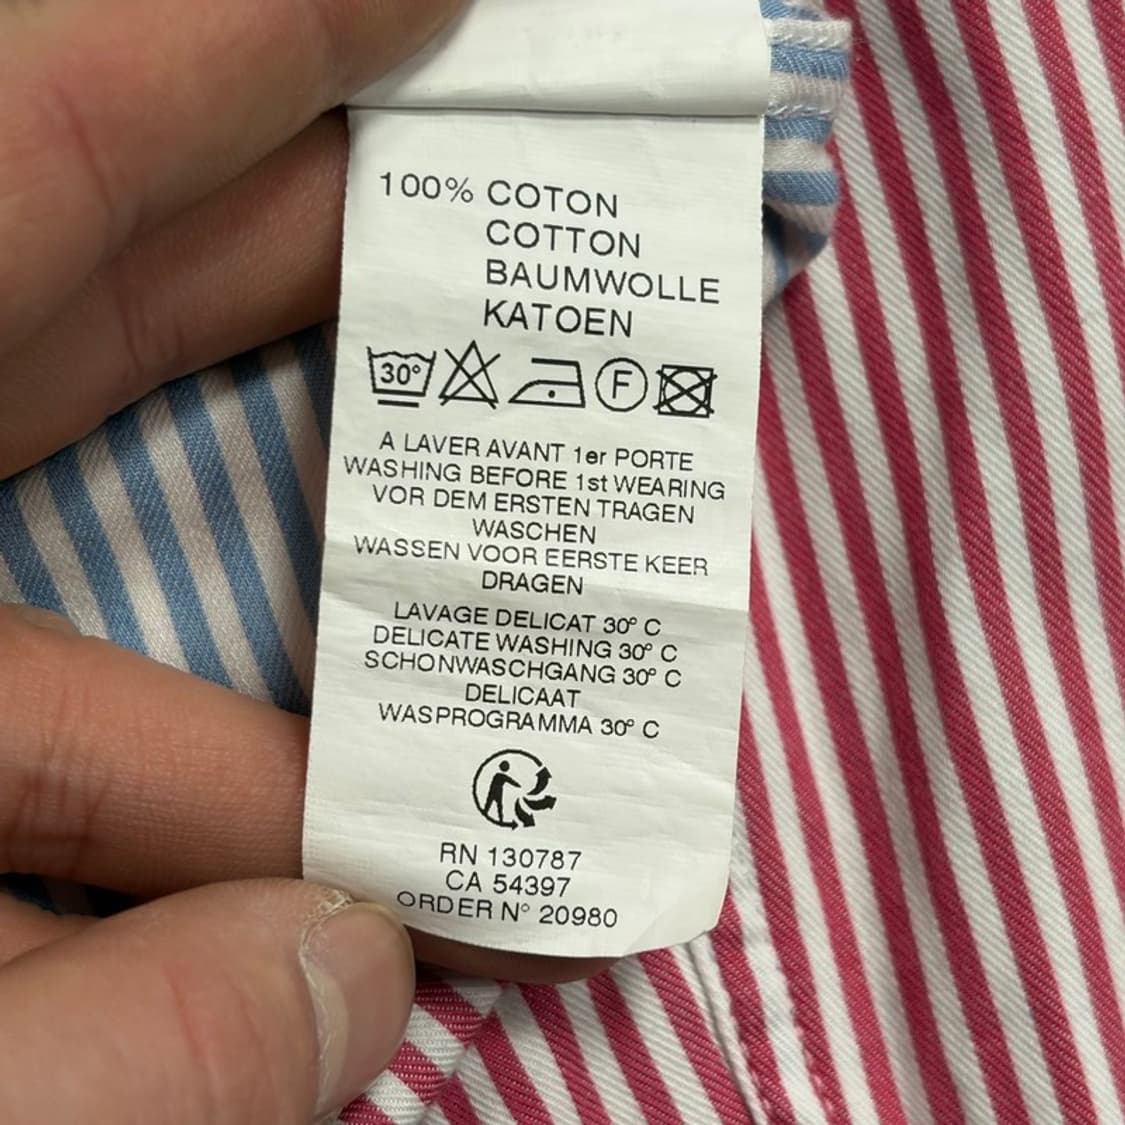 100% COTON
COTTON
BAUMWOLLE
KATOEN
30°
F
A LAVER AVANT 1er PORTE
WASHING BEFORE 1st WEARING
VOR DEM ERSTEN TRAGEN
WASCHEN
WASSEN VOOR EERSTE KEER
DRAGEN
LAVAGE DELICAT 30° C
DELICATE WASHING 30° C
SCHONWASCHGANG 30° C
DELICAAT
WASPROGRAMMA 30° C
RN 130787
CA 54397
ORDER N° 20980